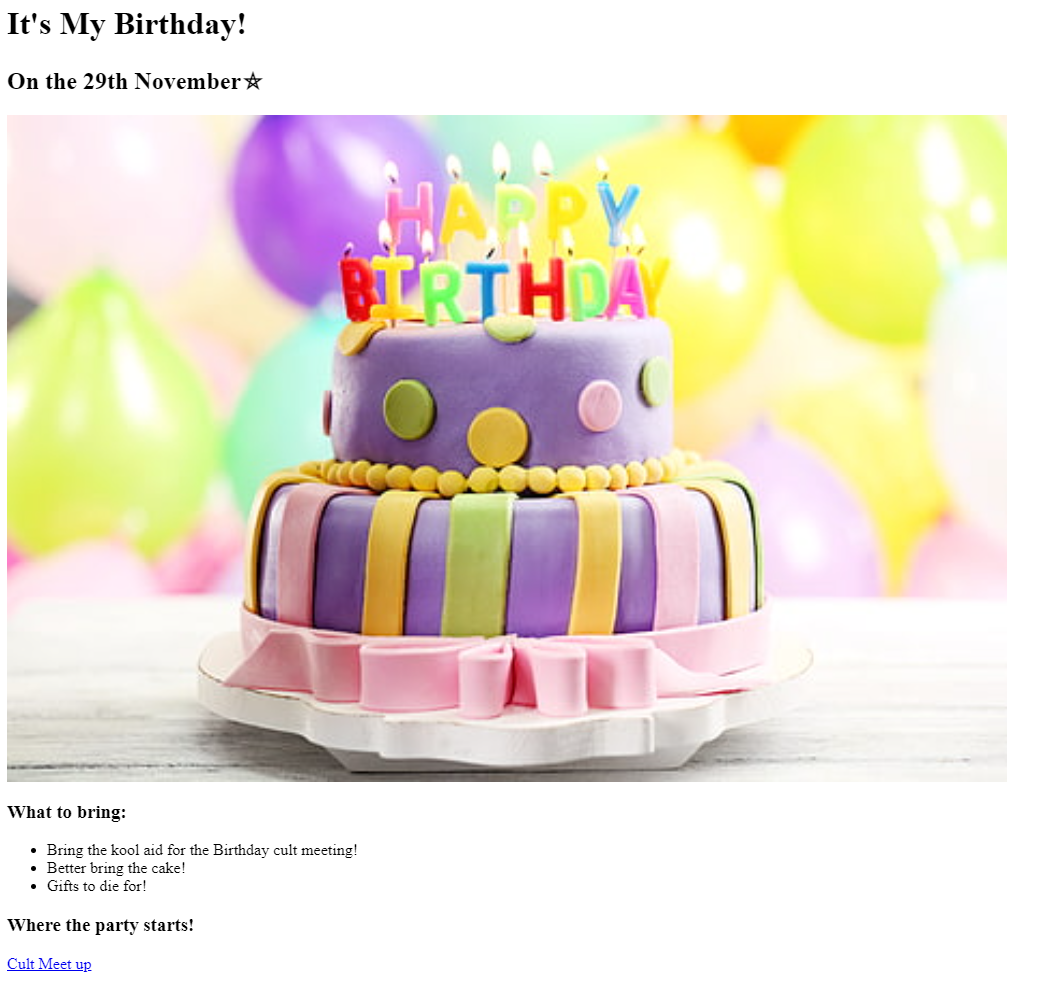 It's My Birthday!
On the 29th November⛤
HAPPY
BIRTHDAY
What to bring:
Bring the kool aid for the Birthday cult meeting!
Better bring the cake!
Gifts to die for!
Where the party starts!
Cult Meet up